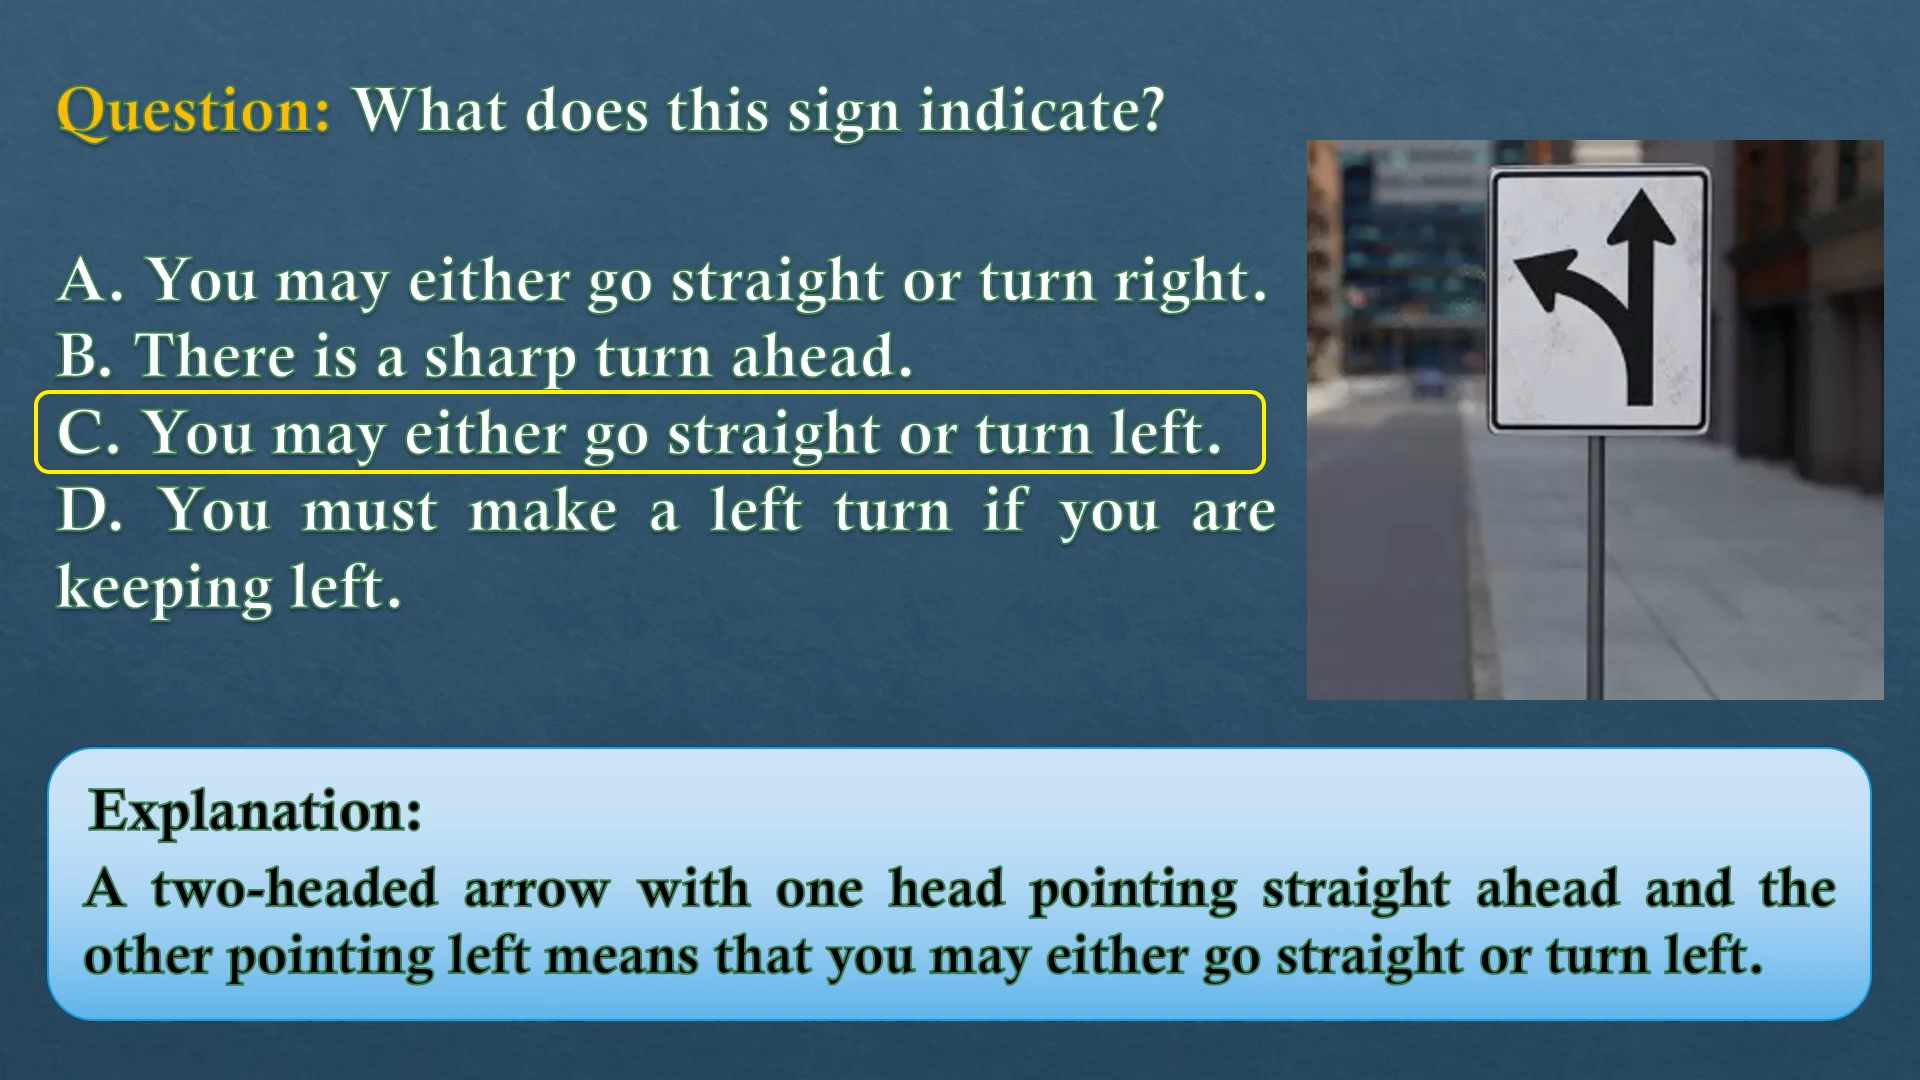 Question: What does this sign indicate?
A. You may either go straight or turn right.
B. There is a sharp turn ahead.
C. You may either go straight or turn left.
D. You must make a left turn if you are
keeping left.
Explanation:
A two-headed arrow with one head pointing straight ahead and the
other pointing left means that you may either go straight or turn left.